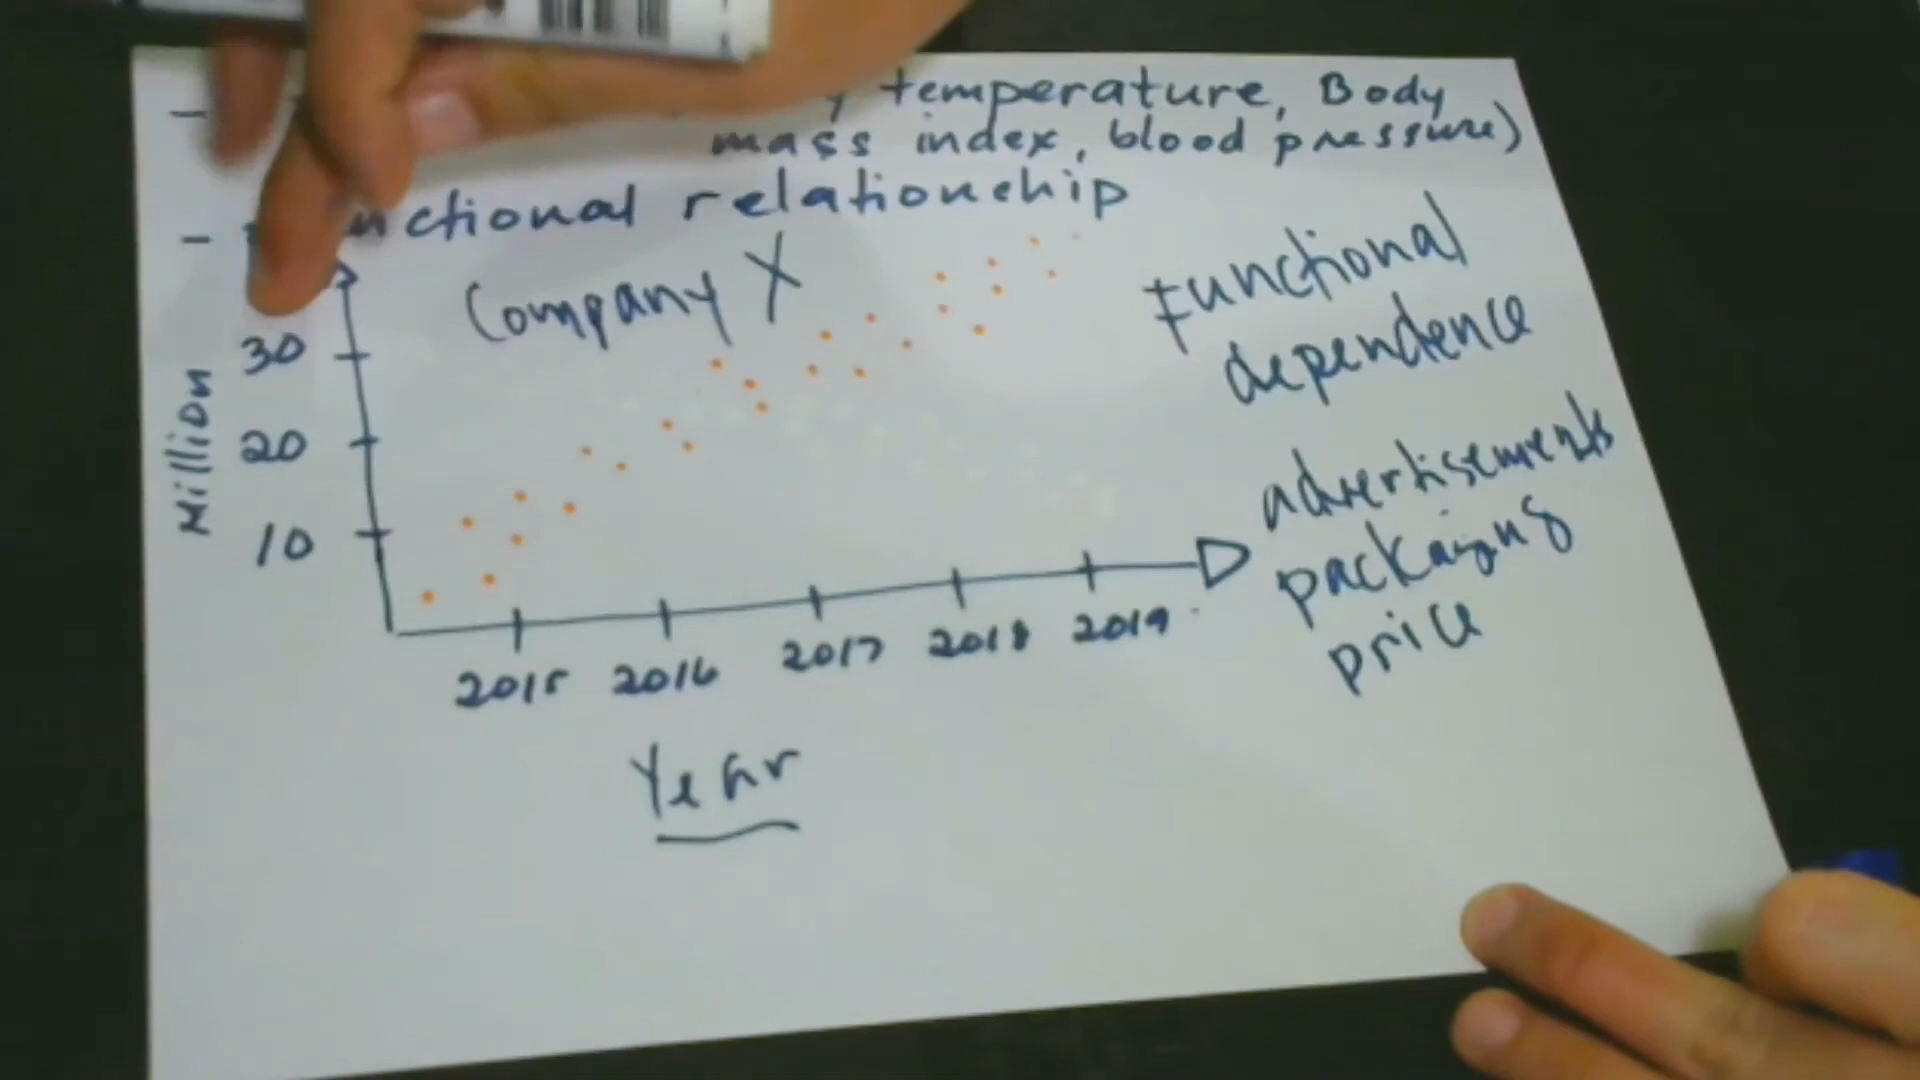 temperature, Body
mass index, blood pressure)
nctional relationship
Company X
Functional
dependence
30
20
10
Million
advertisements
packaging
price
2015 2016 2017 2018 2019
Year